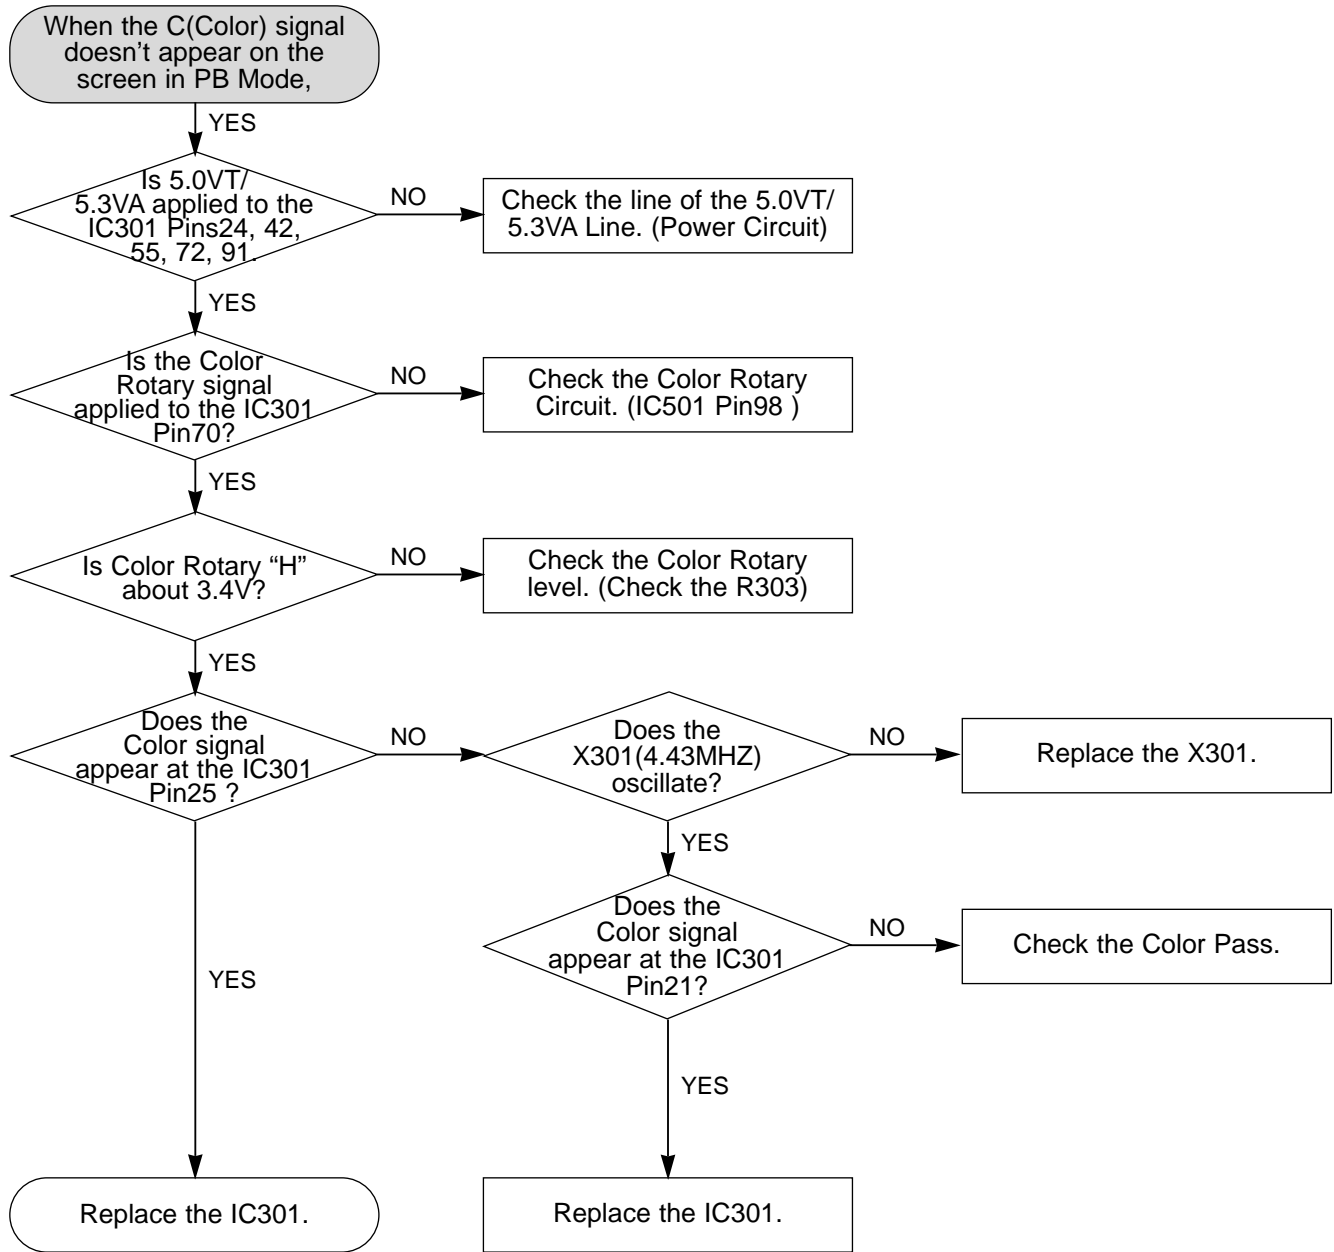 When the C(Color) signal
doesn't appear on the
screen in PB Mode,
YES
Is 5.0VT/
5.3VA applied to the
IC301 Pins24, 42,
55, 72, 91.
NO
Check the line of the 5.0VT/
5.3VA Line. (Power Circuit)
YES
Is the Color
Rotary signal
applied to the IC301
Pin70?
NO
Check the Color Rotary
Circuit. (IC501 Pin98 )
YES
Is Color Rotary “H”
about 3.4V?
NO
Check the Color Rotary
level. (Check the R303)
YES
Does the
Color signal
appear at the IC301
Pin25 ?
NO
Does the
X301(4.43MHZ)
oscillate?
NO
Replace the X301.
YES
Does the
Color signal
appear at the IC301
Pin21?
NO
Check the Color Pass.
YES
YES
Replace the IC301.
Replace the IC301.